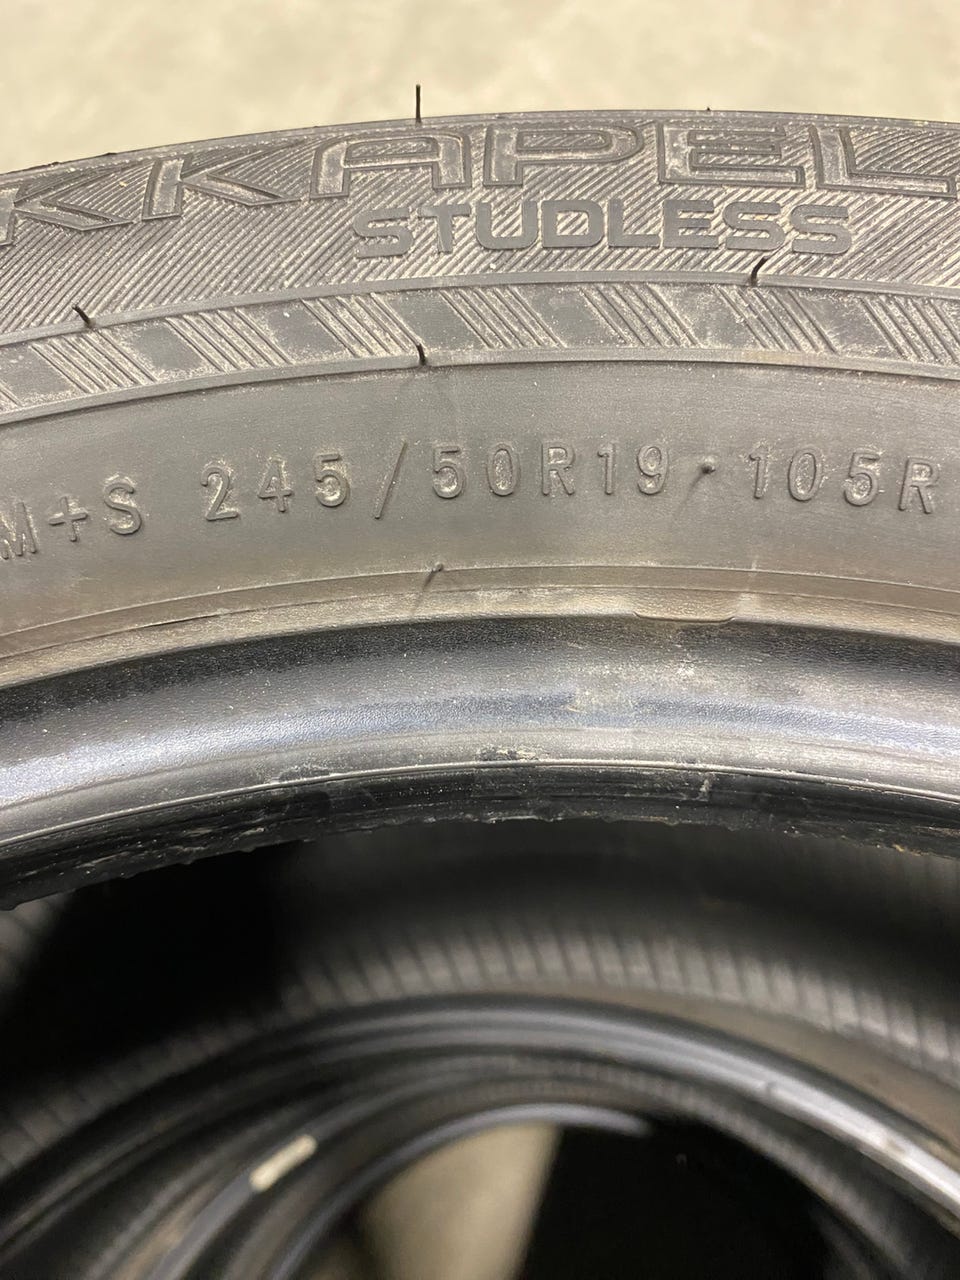 KKAPEL
STUDLESS
M+S 245/50R19 105R